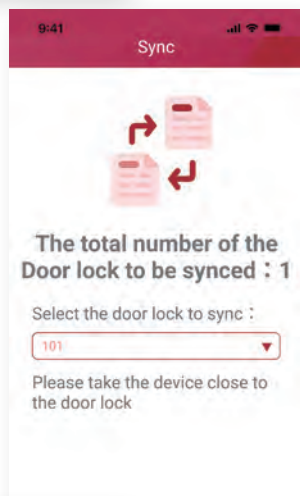 9:41
Sync
The total number of the
Door lock to be synced：1
Select the door lock to sync：
101
Please take the device close to
the door lock